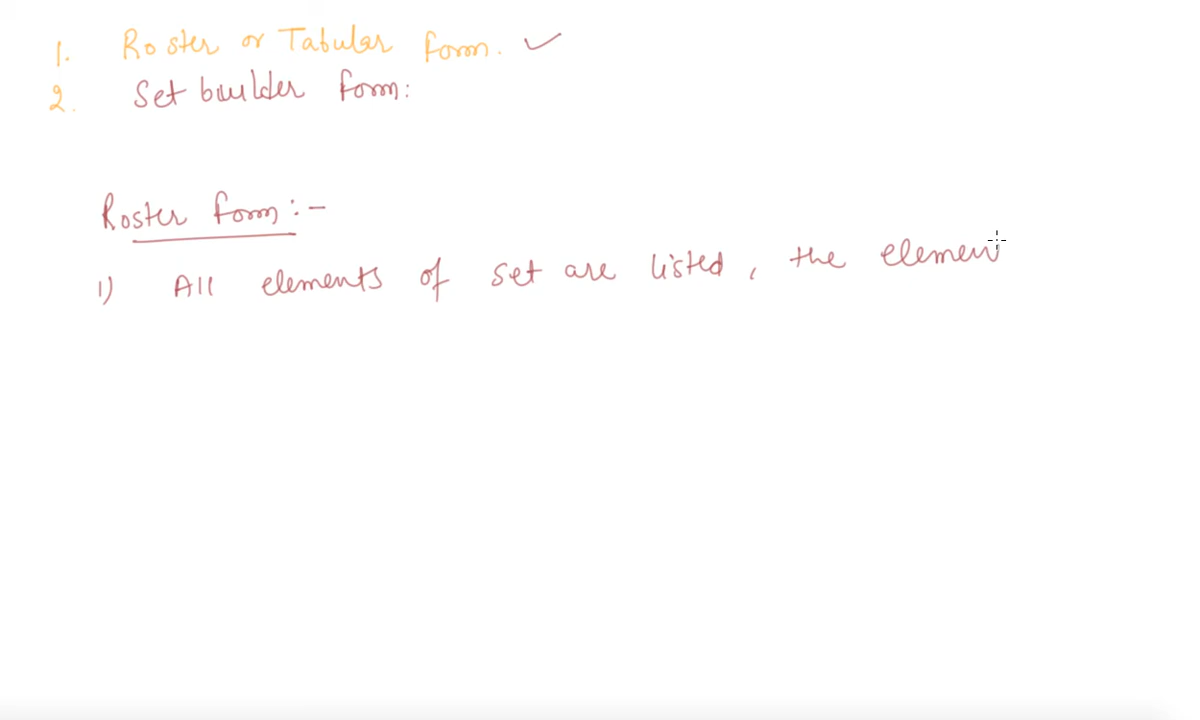 1. Roster or Tabular form.
2. Set builder form:
Roster form :-
1) All elements of set are listed, the element